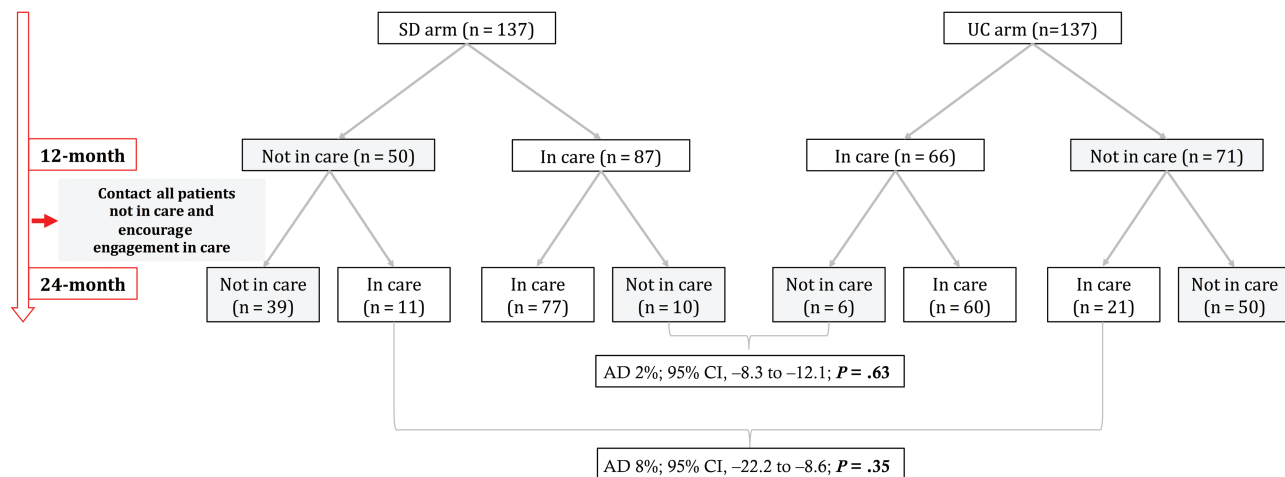 SD arm (n = 137)
UC arm (n=137)
12-month
Not in care (n = 50)
In care (n = 87)
In care (n = 66)
Not in care (n = 71)
Contact all patients
not in care and
encourage
engagement in care
24-month
Not in care
(n = 39)
In care
(n = 11)
In care
(n = 77)
Not in care
(n = 10)
Not in care
(n = 6)
In care
(n = 60)
In care
(n = 21)
Not in care
(n = 50)
AD 2%; 95% CI, –8.3 to –12.1; P = .63
AD 8%; 95% CI, –22.2 to –8.6; P = .35